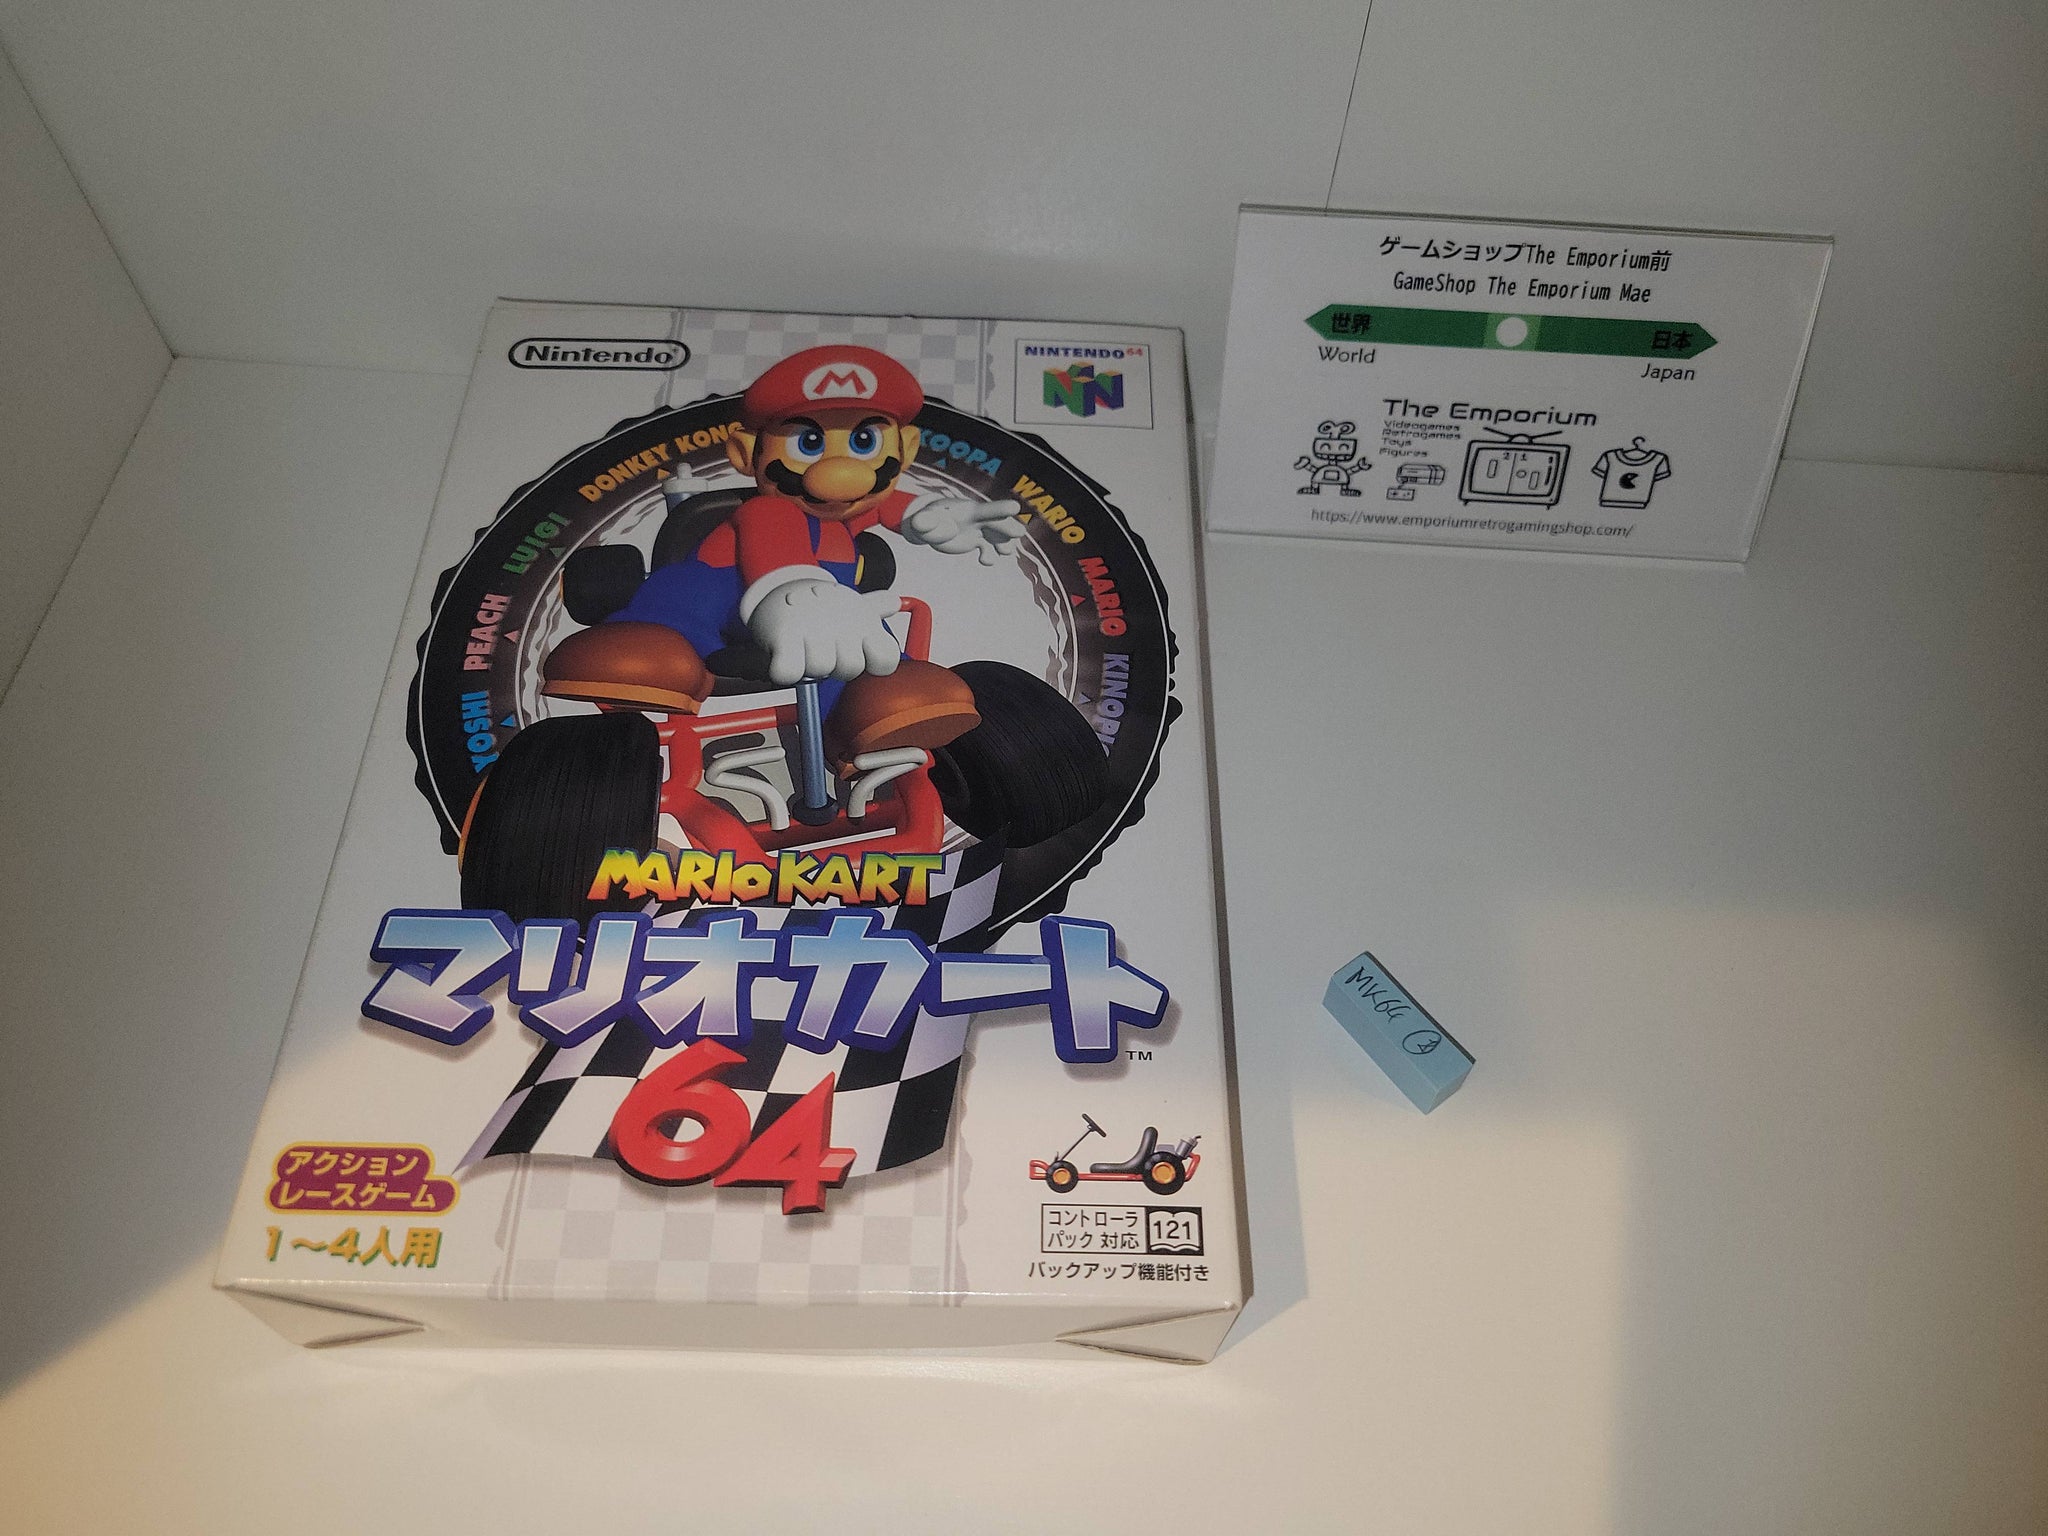 Nintendo
NINTENDO 64
YOSHI PEACH LUIGI DONKEY KONG KOOPA WARIO MARIO
MARIO KART
マリオカート
TM
64
アクション
レースゲーム
1〜4人用
コントローラ
パック 対応
121
バックアップ機能付き
ゲームショップThe Emporium前
GameShop The Emporium Mae
世界
日本
World
Japan
The Emporium
Videogames
Retrogames
Toys
Figures
https://www.emporiumretrogamingshop.com/
MK64